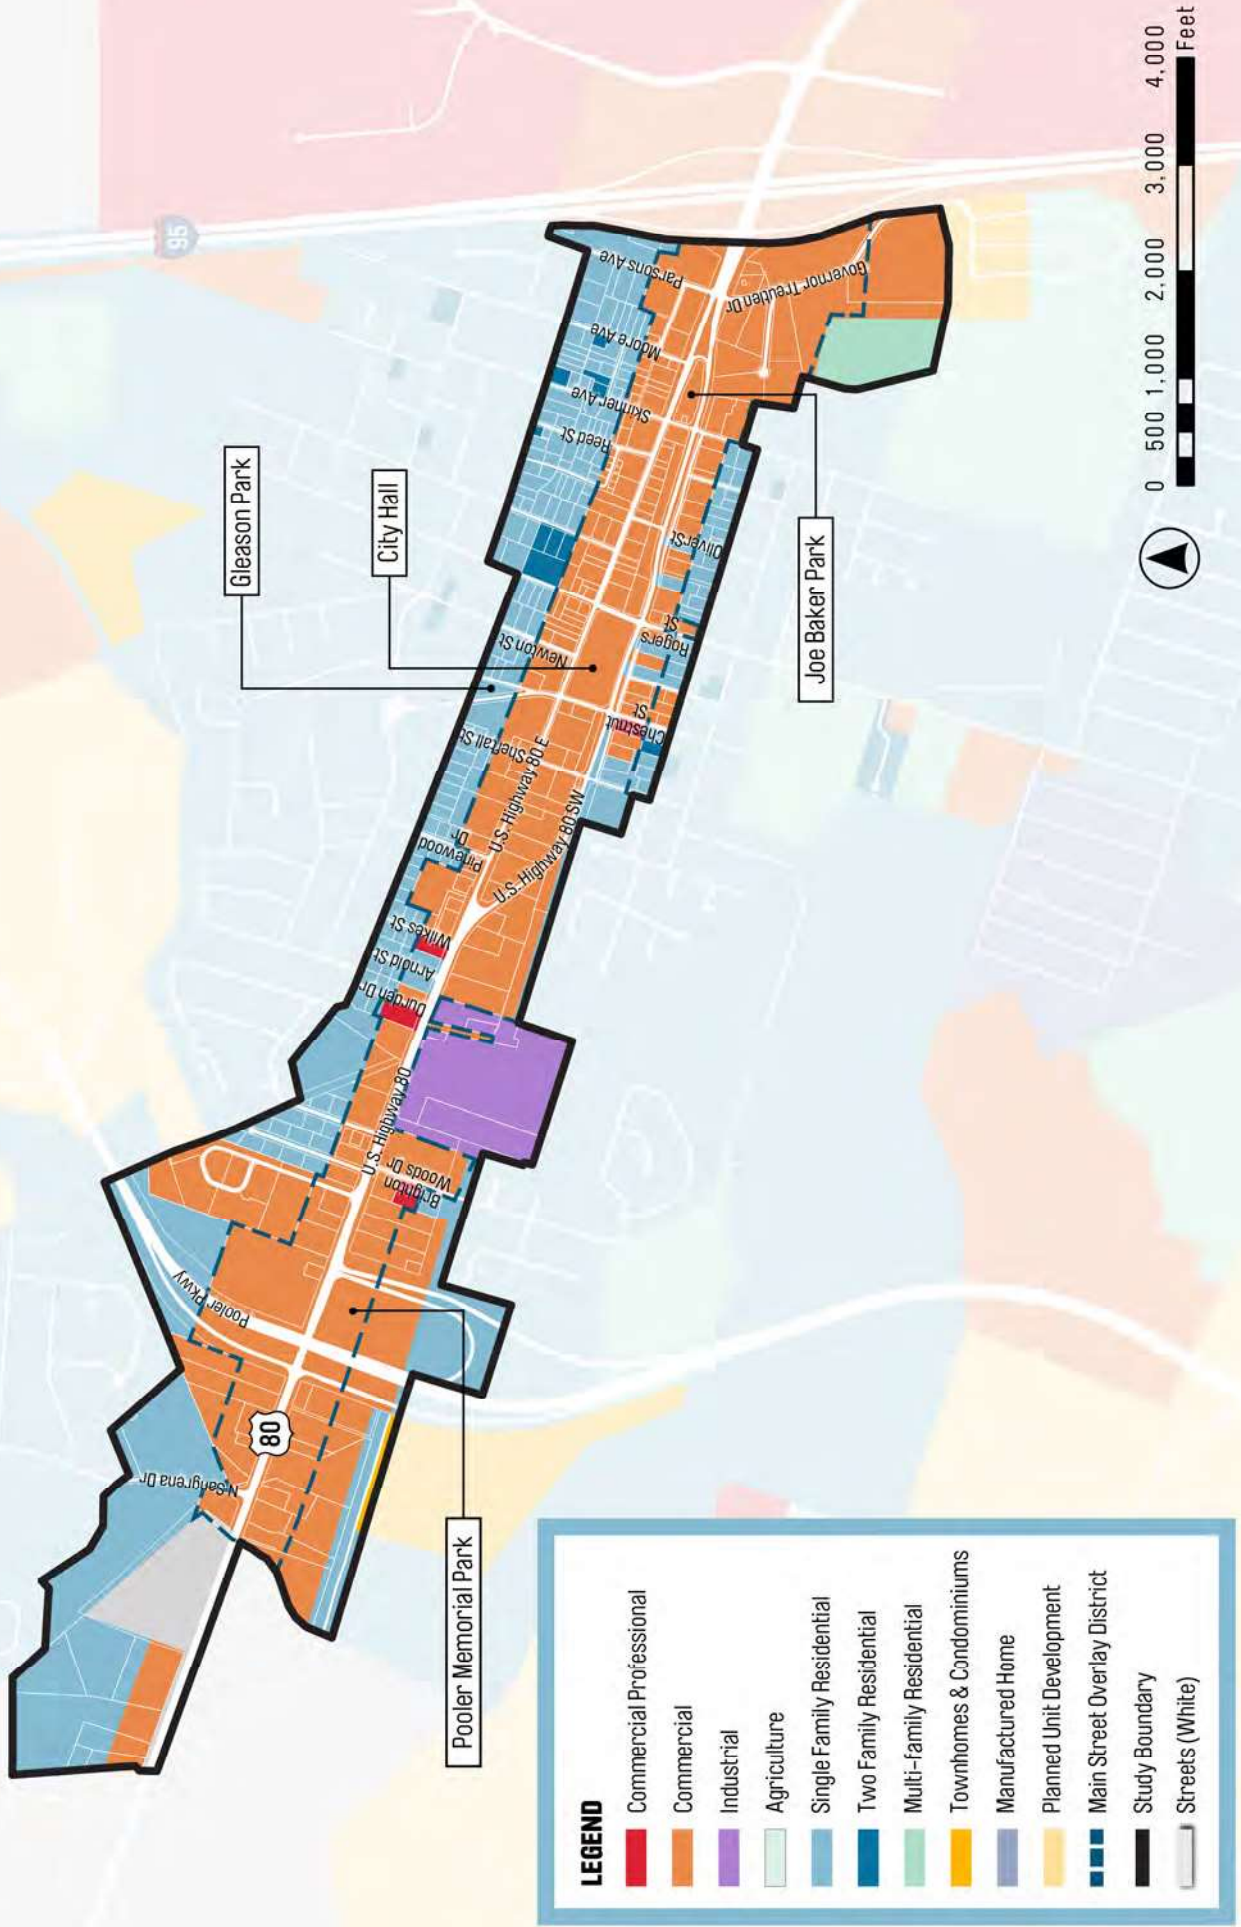 95
Gleason Park
City Hall
Joe Baker Park
Pooler Memorial Park
N Sangrena Dr
80
Pooler Pkwy
U.S. Highway 80
Brighton
Woods Dr
Durden Dr
Arnold St
Wilkes St
Pinewood
Dr
U.S. Highway 80 E
U.S. Highway 80 SW
Sheftall St
Chestnut
St
Newton St
Rogers
St
Oliver St
Reed St
Skinner Ave
Moore Ave
Parsons Ave
Governor Treutlen Dr
LEGEND
Commercial Professional
Commercial
Industrial
Agriculture
Single Family Residential
Two Family Residential
Multi-family Residential
Townhomes & Condominiums
Manufactured Home
Planned Unit Development
Main Street Overlay District
Study Boundary
Streets (White)
0 500 1,000 2,000 3,000 4,000
Feet